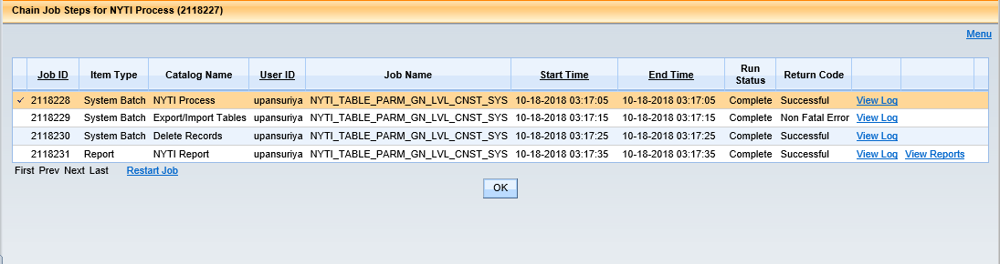 Chain Job Steps for NYTI Process (2118227)
Menu
Job ID Item Type Catalog Name User ID Job Name Start Time End Time Run Status Return Code
✓ 2118228 System Batch NYTI Process upansuriya NYTI_TABLE_PARM_GN_LVL_CNST_SYS 10-18-2018 03:17:05 10-18-2018 03:17:05 Complete Successful View Log
2118229 System Batch Export/Import Tables upansuriya NYTI_TABLE_PARM_GN_LVL_CNST_SYS 10-18-2018 03:17:15 10-18-2018 03:17:15 Complete Non Fatal Error View Log
2118230 System Batch Delete Records upansuriya NYTI_TABLE_PARM_GN_LVL_CNST_SYS 10-18-2018 03:17:25 10-18-2018 03:17:25 Complete Successful View Log
2118231 Report NYTI Report upansuriya NYTI_TABLE_PARM_GN_LVL_CNST_SYS 10-18-2018 03:17:35 10-18-2018 03:17:35 Complete Successful View Log View Reports
First Prev Next Last Restart Job
OK